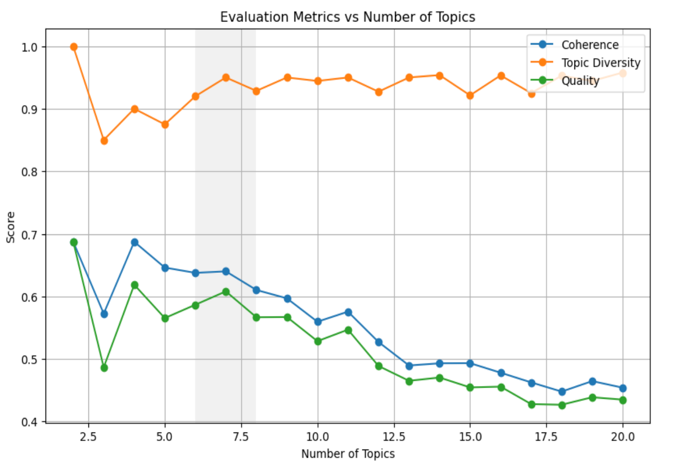 Evaluation Metrics vs Number of Topics
Coherence
Topic Diversity
Quality
Score
1.0
0.9
0.8
0.7
0.6
0.5
0.4
2.5 5.0 7.5 10.0 12.5 15.0 17.5 20.0
Number of Topics